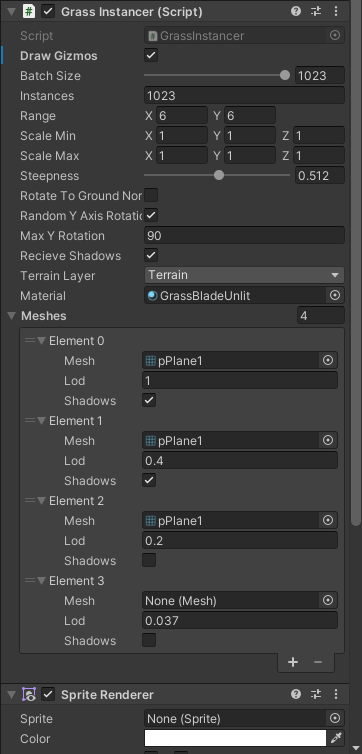 Grass Instancer (Script)
Script GrassInstancer
Draw Gizmos
Batch Size 1023
Instances 1023
Range X 6 Y 6
Scale Min X 1 Y 1 Z 1
Scale Max X 1 Y 1 Z 1
Steepness 0.512
Rotate To Ground Nor
Random Y Axis Rotatic
Max Y Rotation 90
Recieve Shadows
Terrain Layer Terrain
Material GrassBladeUnlit
Meshes 4
Element 0
Mesh pPlane1
Lod 1
Shadows
Element 1
Mesh pPlane1
Lod 0.4
Shadows
Element 2
Mesh pPlane1
Lod 0.2
Shadows
Element 3
Mesh None (Mesh)
Lod 0.037
Shadows
+ −
Sprite Renderer
Sprite None (Sprite)
Color